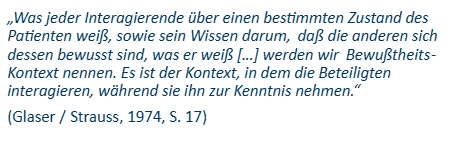 „Was jeder Interagierende über einen bestimmten Zustand des
Patienten weiß, sowie sein Wissen darum, daß die anderen sich
dessen bewusst sind, was er weiß […] werden wir Bewußtheits-
Kontext nennen. Es ist der Kontext, in dem die Beteiligten
interagieren, während sie ihn zur Kenntnis nehmen.“
(Glaser / Strauss, 1974, S. 17)